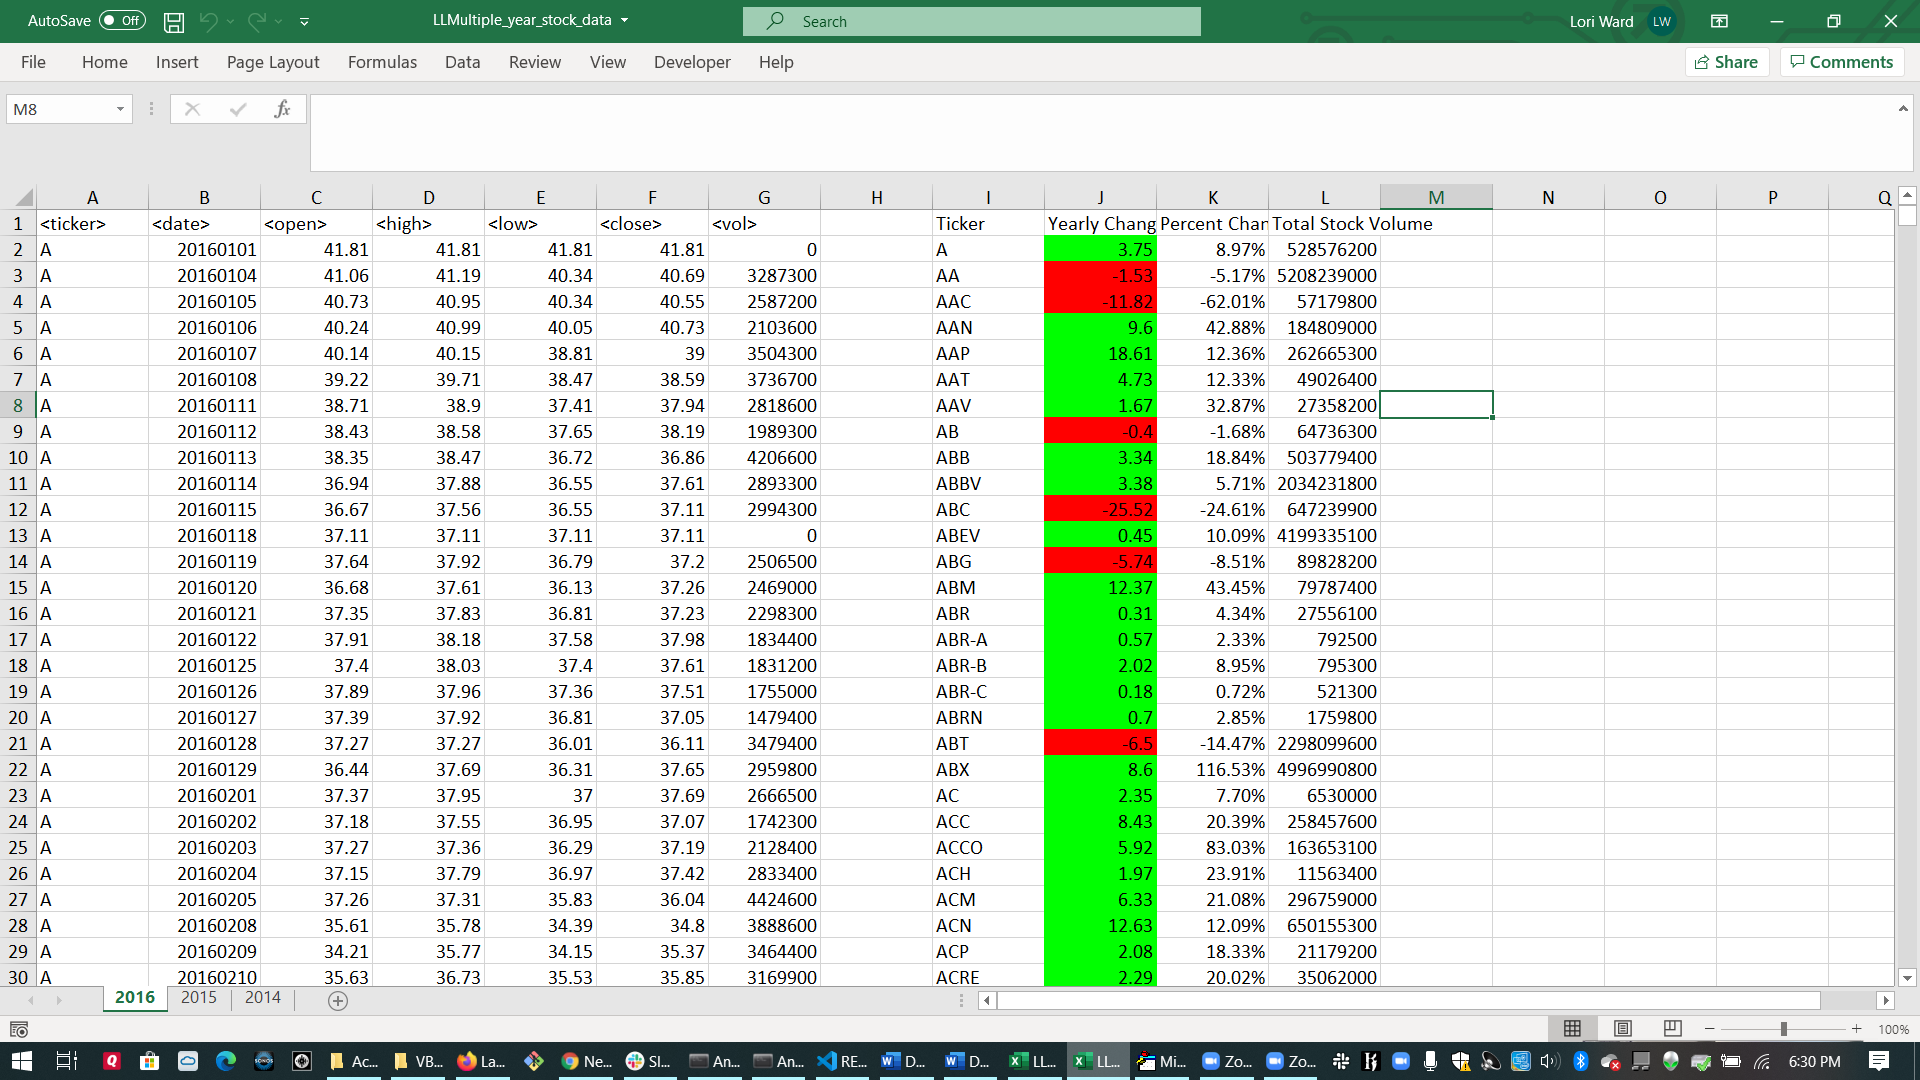 AutoSave Off LLMultiple_year_stock_data Search Lori Ward LW
File Home Insert Page Layout Formulas Data Review View Developer Help Share Comments
M8 fx
A B C D E F G H I J K L M N O P Q
1 <ticker> <date> <open> <high> <low> <close> <vol> Ticker Yearly Chang Percent Char Total Stock Volume
2 A 20160101 41.81 41.81 41.81 41.81 0 A 3.75 8.97% 528576200
3 A 20160104 41.06 41.19 40.34 40.69 3287300 AA -1.53 -5.17% 5208239000
4 A 20160105 40.73 40.95 40.34 40.55 2587200 AAC -11.82 -62.01% 57179800
5 A 20160106 40.24 40.99 40.05 40.73 2103600 AAN 9.6 42.88% 184809000
6 A 20160107 40.14 40.15 38.81 39 3504300 AAP 18.61 12.36% 262665300
7 A 20160108 39.22 39.71 38.47 38.59 3736700 AAT 4.73 12.33% 49026400
8 A 20160111 38.71 38.9 37.41 37.94 2818600 AAV 1.67 32.87% 27358200
9 A 20160112 38.43 38.58 37.65 38.19 1989300 AB -0.4 -1.68% 64736300
10 A 20160113 38.35 38.47 36.72 36.86 4206600 ABB 3.34 18.84% 503779400
11 A 20160114 36.94 37.88 36.55 37.61 2893300 ABBV 3.38 5.71% 2034231800
12 A 20160115 36.67 37.56 36.55 37.11 2994300 ABC -25.52 -24.61% 647239900
13 A 20160118 37.11 37.11 37.11 37.11 0 ABEV 0.45 10.09% 4199335100
14 A 20160119 37.64 37.92 36.79 37.2 2506500 ABG -5.74 -8.51% 89828200
15 A 20160120 36.68 37.61 36.13 37.26 2469000 ABM 12.37 43.45% 79787400
16 A 20160121 37.35 37.83 36.81 37.23 2298300 ABR 0.31 4.34% 27556100
17 A 20160122 37.91 38.18 37.58 37.98 1834400 ABR-A 0.57 2.33% 792500
18 A 20160125 37.4 38.03 37.4 37.61 1831200 ABR-B 2.02 8.95% 795300
19 A 20160126 37.89 37.96 37.36 37.51 1755000 ABR-C 0.18 0.72% 521300
20 A 20160127 37.39 37.92 36.81 37.05 1479400 ABRN 0.7 2.85% 1759800
21 A 20160128 37.27 37.27 36.01 36.11 3479400 ABT -6.5 -14.47% 2298099600
22 A 20160129 36.44 37.69 36.31 37.65 2959800 ABX 8.6 116.53% 4996990800
23 A 20160201 37.37 37.95 37 37.69 2666500 AC 2.35 7.70% 6530000
24 A 20160202 37.18 37.55 36.95 37.07 1742300 ACC 8.43 20.39% 258457600
25 A 20160203 37.27 37.36 36.29 37.19 2128400 ACCO 5.92 83.03% 163653100
26 A 20160204 37.15 37.79 36.97 37.42 2833400 ACH 1.97 23.91% 11563400
27 A 20160205 37.26 37.31 35.83 36.04 4424600 ACM 6.33 21.08% 296759000
28 A 20160208 35.61 35.78 34.39 34.8 3888600 ACN 12.63 12.09% 650155300
29 A 20160209 34.21 35.77 34.15 35.37 3464400 ACP 2.08 18.33% 21179200
30 A 20160210 35.63 36.73 35.53 35.85 3169900 ACRE 2.29 20.02% 35062000
2016 2015 2014
100%
Ac... VB... La... Ne... Sl... An... An... RE... D... D... LL... LL... Mi... Zo... Zo... 6:30 PM